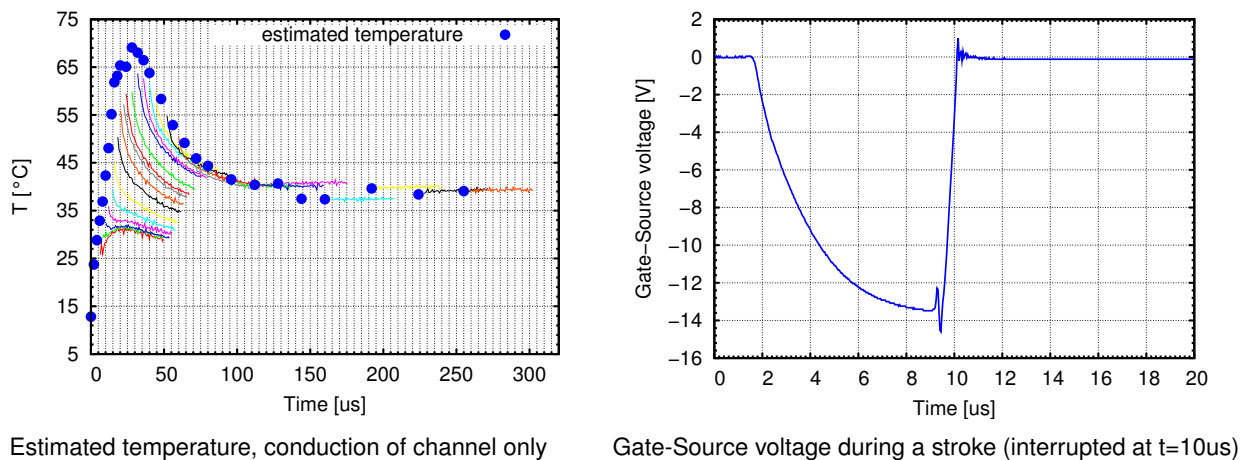 75
65
55
45
35
25
15
5
T [°C]
estimated temperature
0 50 100 150 200 250 300
Time [us]
Estimated temperature, conduction of channel only
2
0
−2
−4
−6
−8
−10
−12
−14
−16
Gate−Source voltage [V]
0 2 4 6 8 10 12 14 16 18 20
Time [us]
Gate-Source voltage during a stroke (interrupted at t=10us)